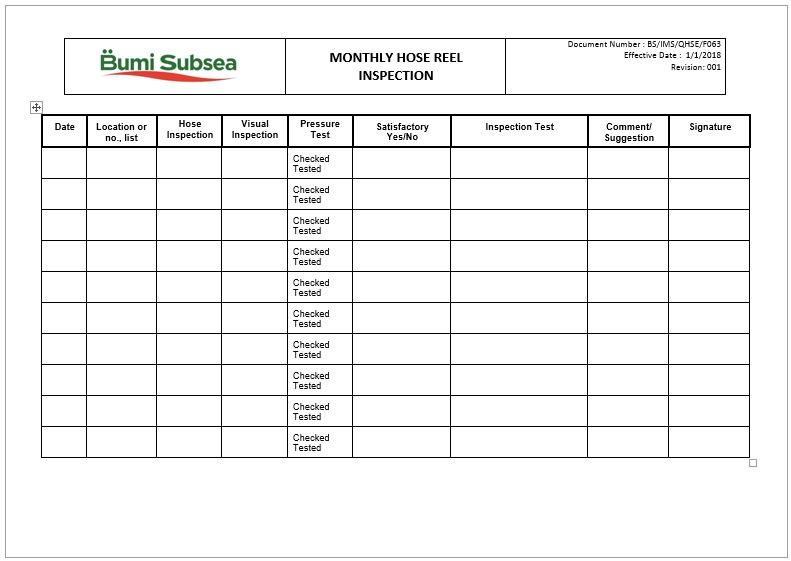 Bumi Subsea
MONTHLY HOSE REEL
INSPECTION
Document Number : BS/IMS/QHSE/F063
Effective Date : 1/1/2018
Revision: 001
Date
Location or
no., list
Hose
Inspection
Visual
Inspection
Pressure
Test
Satisfactory
Yes/No
Inspection Test
Comment/
Suggestion
Signature
Checked
Tested
Checked
Tested
Checked
Tested
Checked
Tested
Checked
Tested
Checked
Tested
Checked
Tested
Checked
Tested
Checked
Tested
Checked
Tested